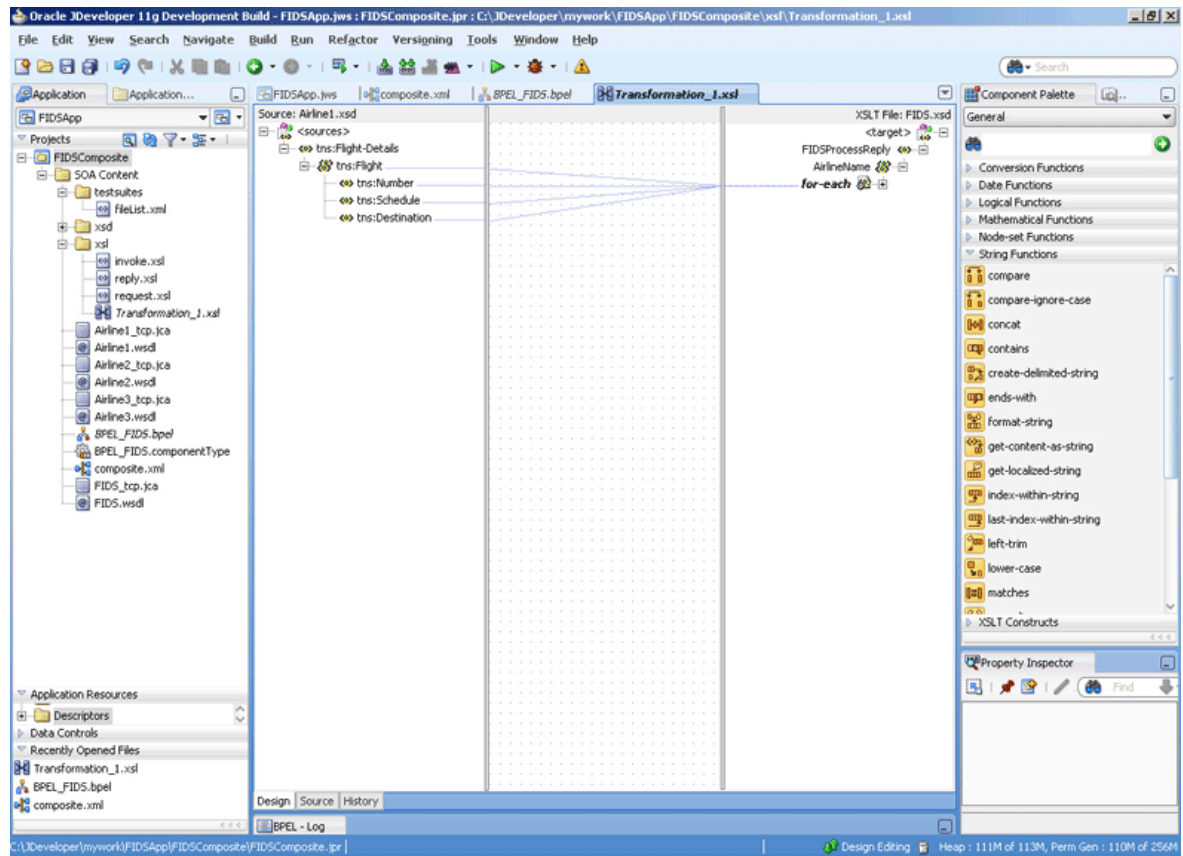 Oracle JDeveloper 11g Development Build - FIDSApp.jws : FIDSComposite.jpr : C:\JDeveloper\mywork\FIDSApp\FIDSComposite\xsl\Transformation_1.xsl
File Edit View Search Navigate Build Run Refactor Versioning Tools Window Help
Search
Application
Application...
FIDSApp
Projects
FIDSComposite
SOA Content
testsuites
fileList.xml
xsd
xsl
invoke.xsl
reply.xsl
request.xsl
Transformation_1.xsl
Airline1_tcp.jca
Airline1.wsdl
Airline2_tcp.jca
Airline2.wsdl
Airline3_tcp.jca
Airline3.wsdl
BPEL_FIDS.bpel
BPEL_FIDS.componentType
composite.xml
FIDS_tcp.jca
FIDS.wsdl
Application Resources
Descriptors
Data Controls
Recently Opened Files
Transformation_1.xsl
BPEL_FIDS.bpel
composite.xml
FIDSApp.jws
composite.xml
BPEL_FIDS.bpel
Transformation_1.xsl
Source: Airline1.xsd
<sources>
tns:Flight-Details
tns:Flight
tns:Number
tns:Schedule
tns:Destination
XSLT File: FIDS.xsd
<target>
FIDSProcessReply
AirlineName
for-each
Design Source History
BPEL - Log
Component Palette
General
Conversion Functions
Date Functions
Logical Functions
Mathematical Functions
Node-set Functions
String Functions
compare
compare-ignore-case
concat
contains
create-delimited-string
ends-with
format-string
get-content-as-string
get-localized-string
index-within-string
last-index-within-string
left-trim
lower-case
matches
XSLT Constructs
Property Inspector
Find
C:\JDeveloper\mywork\FIDSApp\FIDSComposite\FIDSComposite.jpr
Design Editing
Heap : 111M of 113M, Perm Gen : 110M of 256M